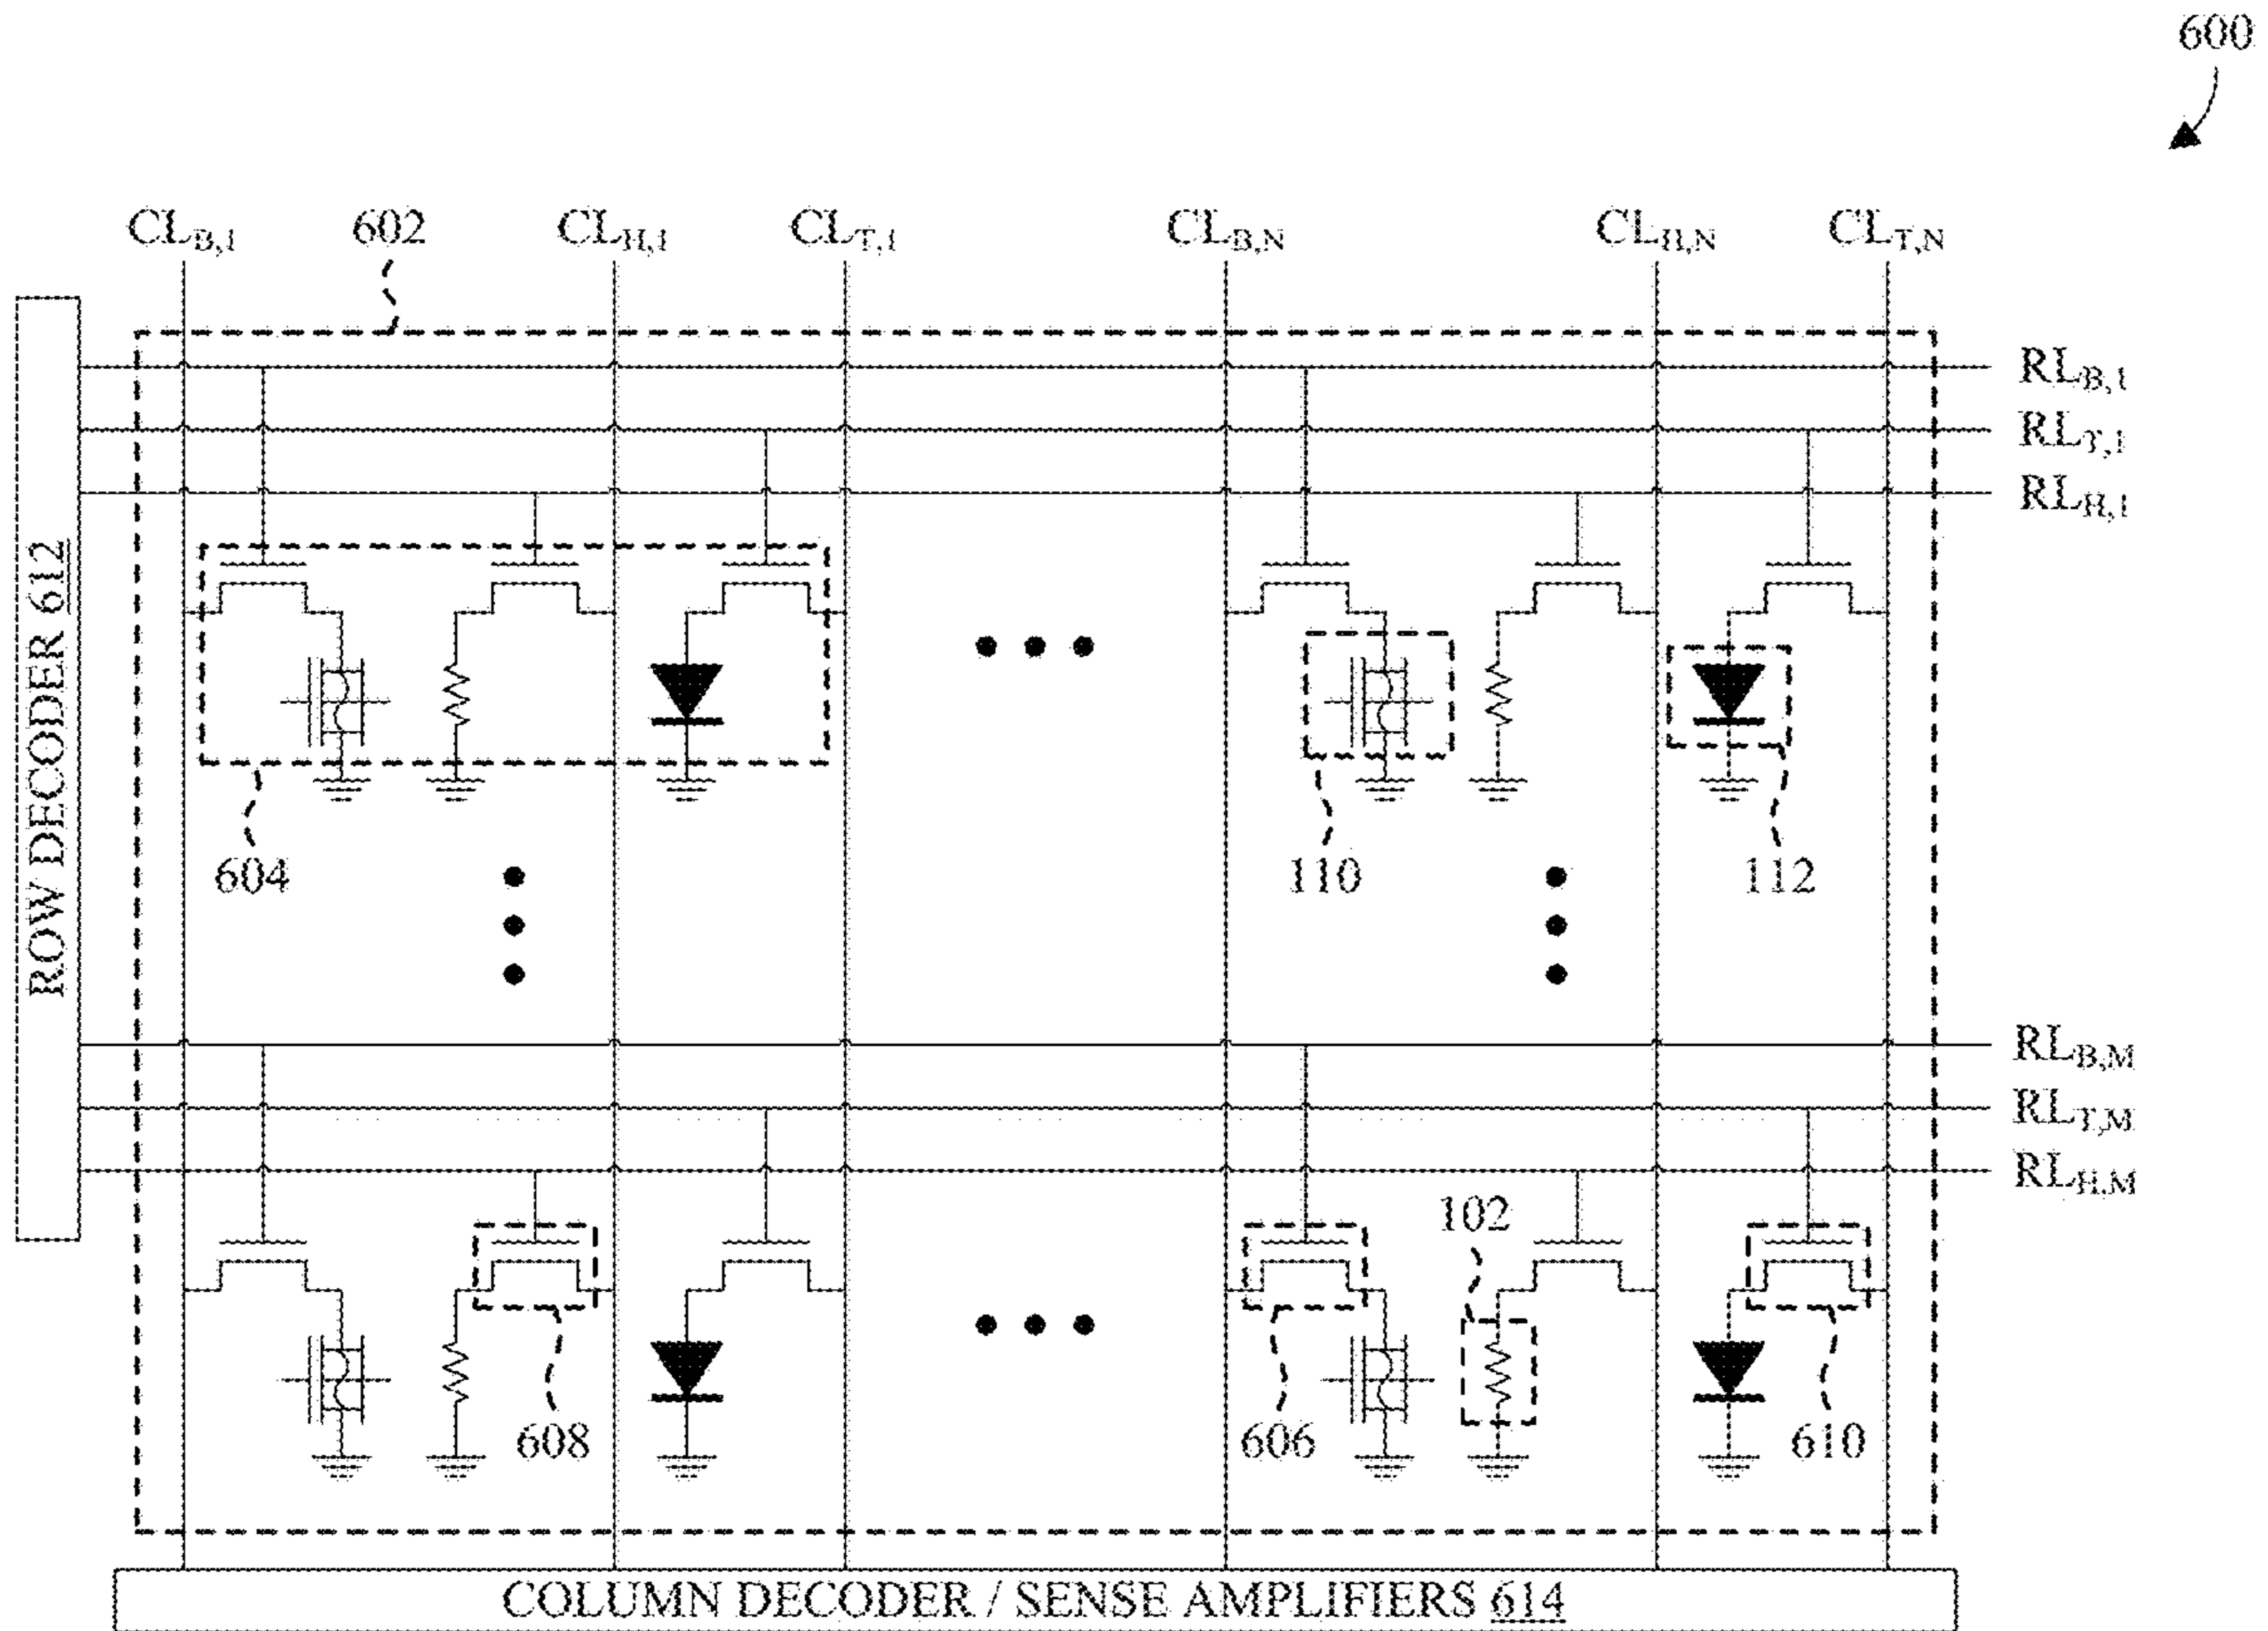 600
CL_B,1 602 CL_H,1 CL_T,1 CL_B,N CL_H,N CL_T,N
RL_B,1
RL_T,1
RL_H,1
ROW DECODER 612
604 110 112
RL_B,M
RL_T,M
RL_H,M
102
608 606 610
COLUMN DECODER / SENSE AMPLIFIERS 614